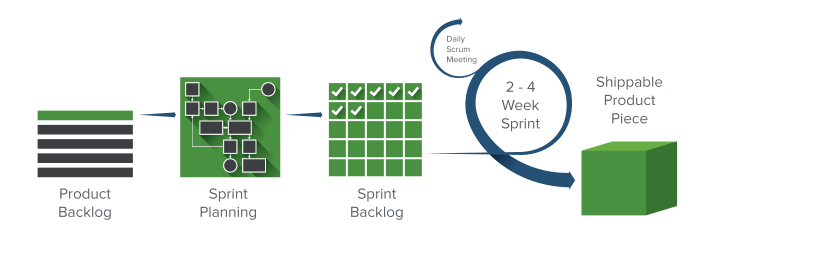 Product
Backlog
Sprint
Planning
Sprint
Backlog
Daily
Scrum
Meeting
2 - 4
Week
Sprint
Shippable
Product
Piece